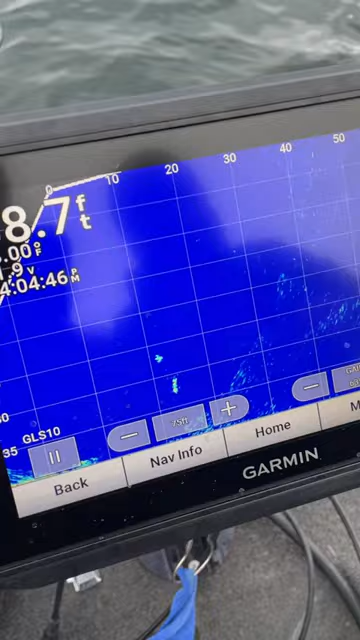 0 10 20 30 40 50
8.7 ft
.00°F
.9 V
4:04:46 PM
GLS10
35
75ft
Back
Nav Info
Home
M
GARMIN